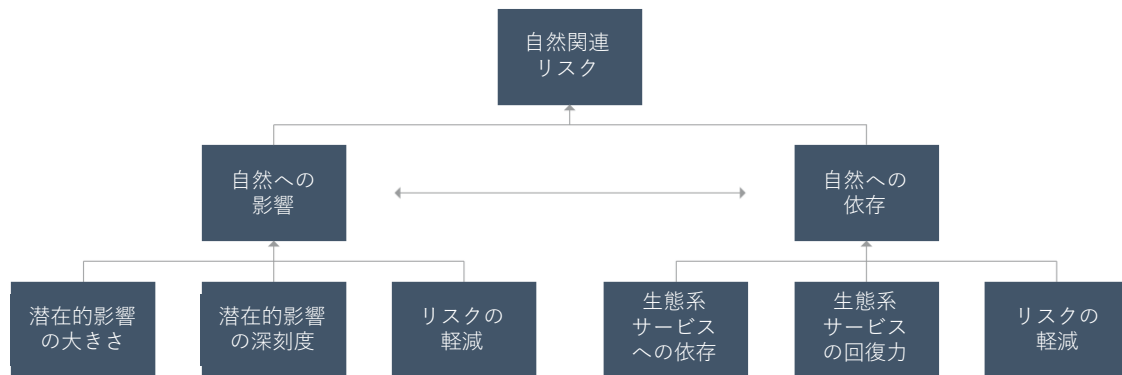 自然関連
リスク
自然への
影響
自然への
依存
潜在的影響
の大きさ
潜在的影響
の深刻度
リスクの
軽減
生態系
サービス
への依存
生態系
サービス
の回復力
リスクの
軽減